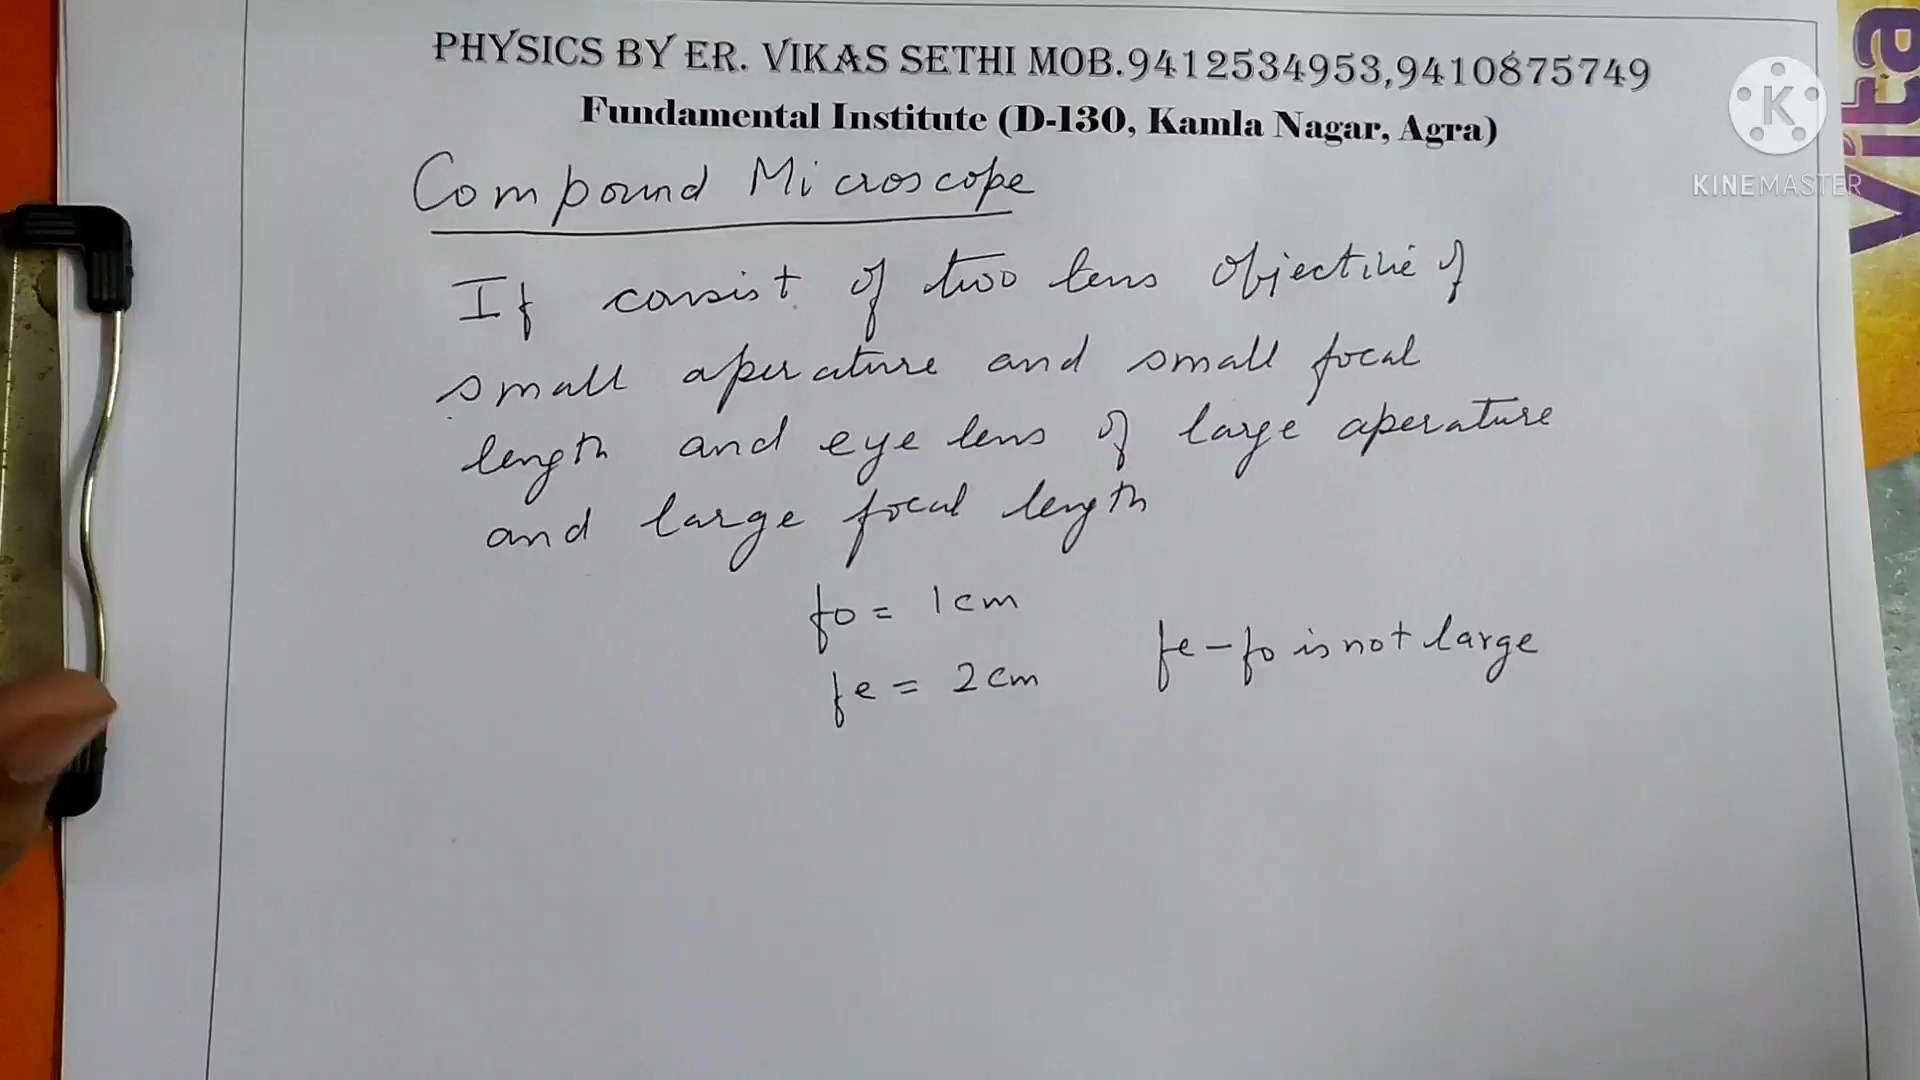 PHYSICS BY ER. VIKAS SETHI MOB.9412534953,9410875749
Fundamental Institute (D-130, Kamla Nagar, Agra)
K
KINEMASTER
Vita
Compound Microscope
It consist of two lens objective of
small aperature and small focal
length and eye lens of large aperature
and large focal length
fo = 1cm
fe = 2cm
fe - fo is not large